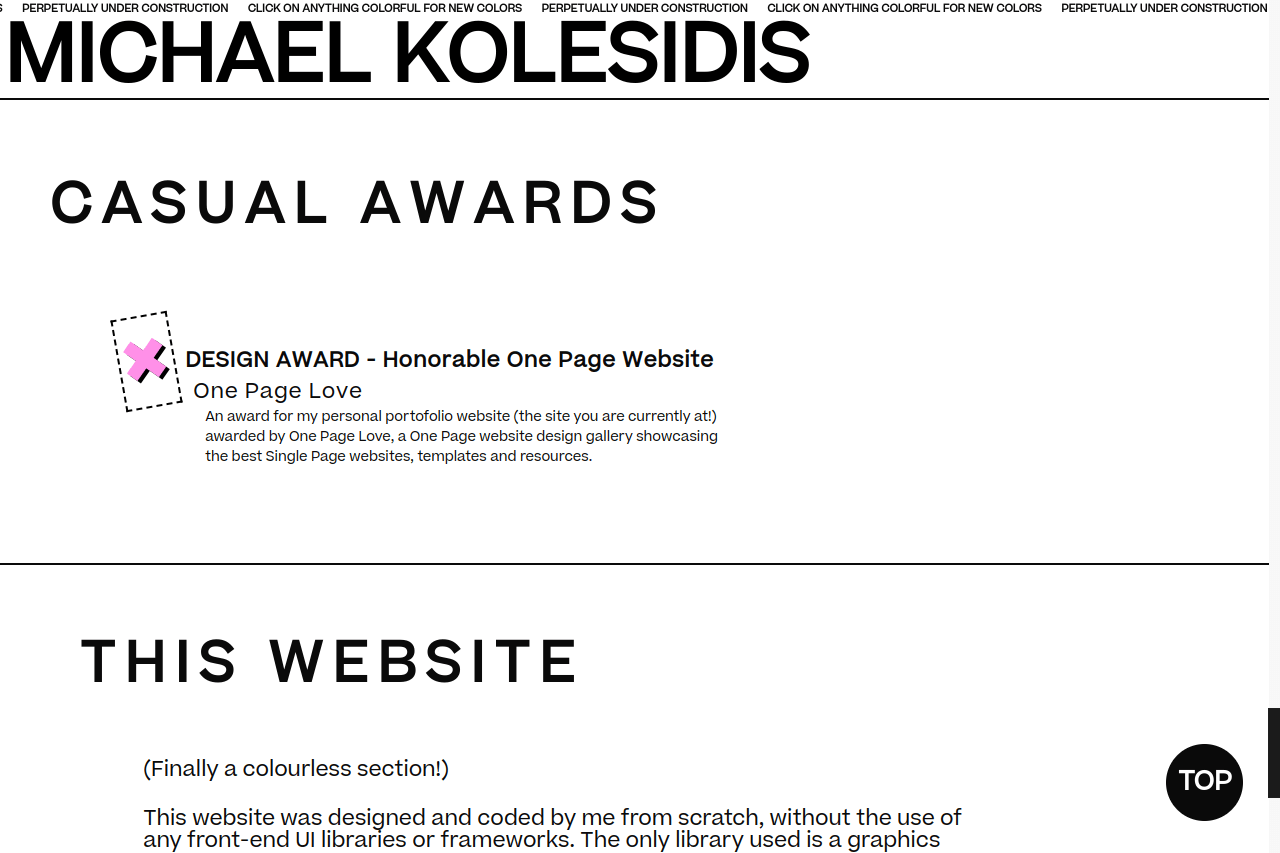 S PERPETUALLY UNDER CONSTRUCTION CLICK ON ANYTHING COLORFUL FOR NEW COLORS PERPETUALLY UNDER CONSTRUCTION CLICK ON ANYTHING COLORFUL FOR NEW COLORS PERPETUALLY UNDER CONSTRUCTION
MICHAEL KOLESIDIS
CASUAL AWARDS
DESIGN AWARD - Honorable One Page Website
One Page Love
An award for my personal portofolio website (the site you are currently at!)
awarded by One Page Love, a One Page website design gallery showcasing
the best Single Page websites, templates and resources.
THIS WEBSITE
(Finally a colourless section!)
This website was designed and coded by me from scratch, without the use of
any front-end UI libraries or frameworks. The only library used is a graphics
TOP